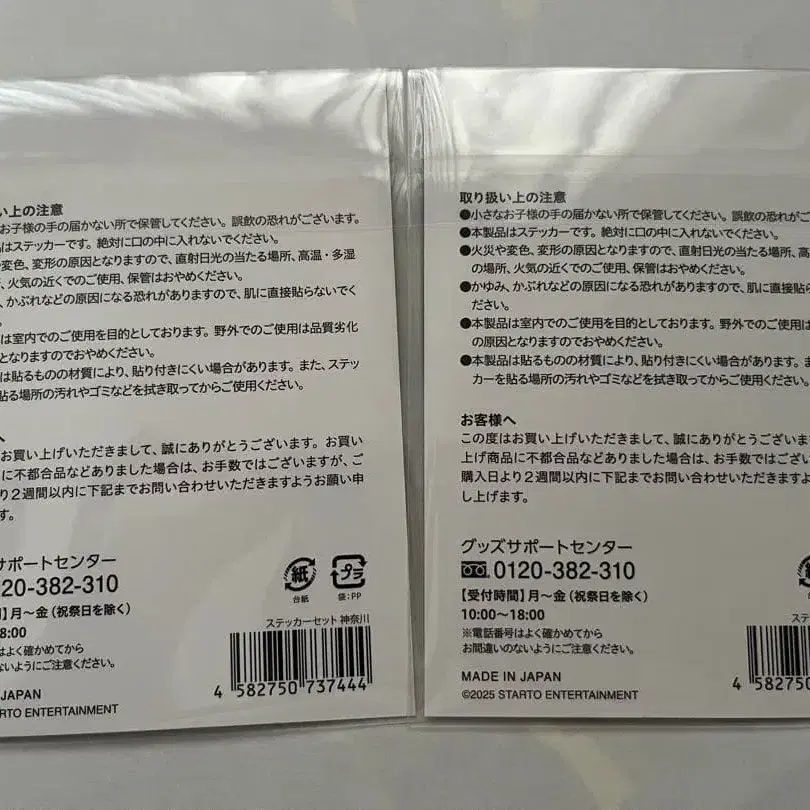 い上の注意
お子様の手の届かない所で保管してください。誤飲の恐れがございます。
はステッカーです。絶対に口の中に入れないでください。
や変色、変形の原因となりますので、直射日光の当たる場所、高温・多湿
、火気の近くでのご使用、保管はおやめください。
、かぶれなどの原因になる恐れがありますので、肌に直接貼らないでく
。
は室内でのご使用を目的としております。野外でのご使用は品質劣化
となりますのでおやめください。
は貼るものの材質により、貼り付きにくい場合があります。また、ステッ
貼る場所の汚れやゴミなどを拭き取ってからご使用ください。
へ
お買い上げいただきまして、誠にありがとうございます。お買い
に不都合品などありました場合は、お手数ではございますが、ご
り2週間以内に下記までお問い合わせいただきますようお願い申
す。
サポートセンター
20-382-310
】月～金（祝祭日を除く）
8:00
はよく確かめてから
ないようにご注意ください。
JAPAN
RTO ENTERTAINMENT
紙
台紙
プラ
袋：PP
ステッカーセット 神奈川
4 582750 737444
取り扱い上の注意
●小さなお子様の手の届かない所で保管してください。誤飲の恐れがござい
●本製品はステッカーです。絶対に口の中に入れないでください。
●火災や変色、変形の原因となりますので、直射日光の当たる場所、高
の場所、火気の近くでのご使用、保管はおやめください。
●かゆみ、かぶれなどの原因になる恐れがありますので、肌に直接貼ら
ださい。
●本製品は室内でのご使用を目的としております。野外でのご使用は
の原因となりますのでおやめください。
●本製品は貼るものの材質により、貼り付きにくい場合があります。ま
カーを貼る場所の汚れやゴミなどを拭き取ってからご使用ください。
お客様へ
この度はお買い上げいただきまして、誠にありがとうございま
上げ商品に不都合品などありました場合は、お手数ではござい
購入日より2週間以内に下記までお問い合わせいただきます
し上げます。
グッズサポートセンター
0120-382-310
【受付時間】月～金（祝祭日を除く）
10:00～18:00
※電話番号はよく確かめてから
お間違いのないようにご注意ください。
MADE IN JAPAN
©2025 STARTO ENTERTAINMENT
台
ステッカー
4 582750